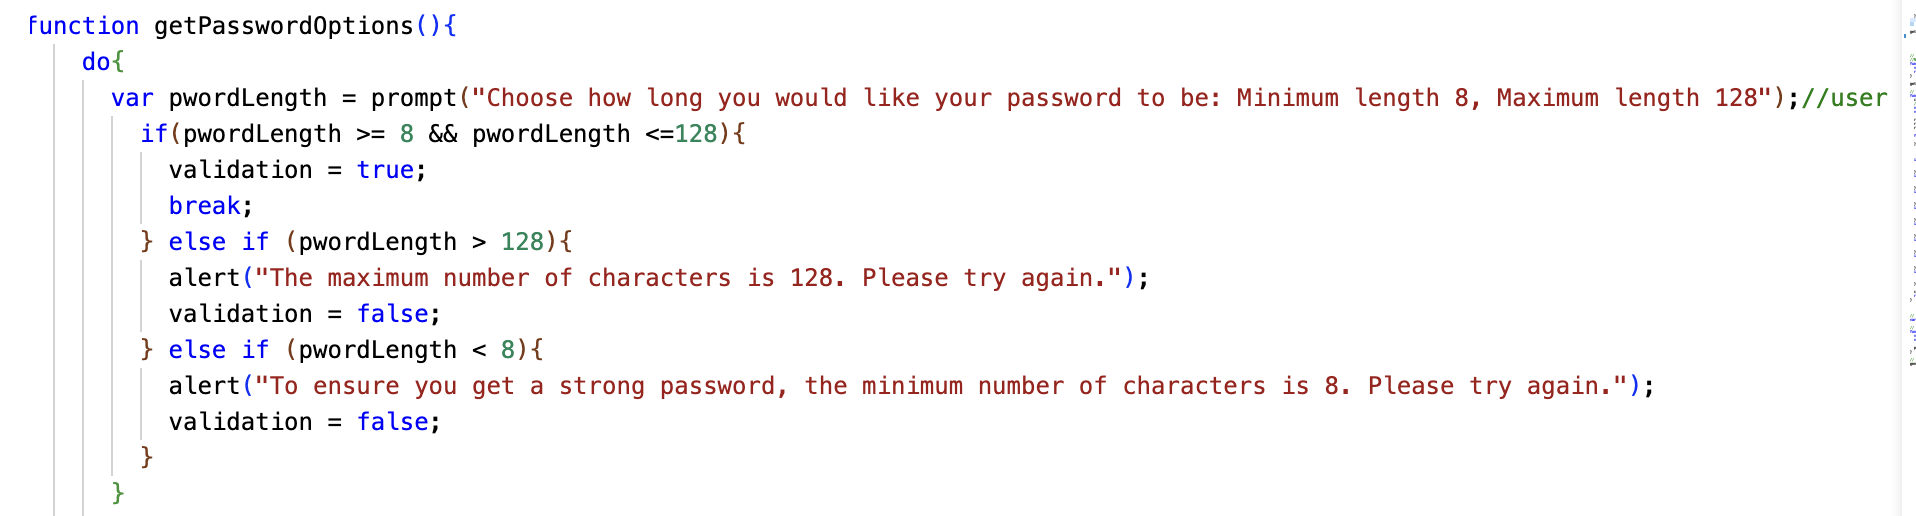 function getPasswordOptions(){
do{
var pwordLength = prompt("Choose how long you would like your password to be: Minimum length 8, Maximum length 128");//user
if(pwordLength >= 8 && pwordLength <=128){
validation = true;
break;
} else if (pwordLength > 128){
alert("The maximum number of characters is 128. Please try again.");
validation = false;
} else if (pwordLength < 8){
alert("To ensure you get a strong password, the minimum number of characters is 8. Please try again.");
validation = false;
}
}